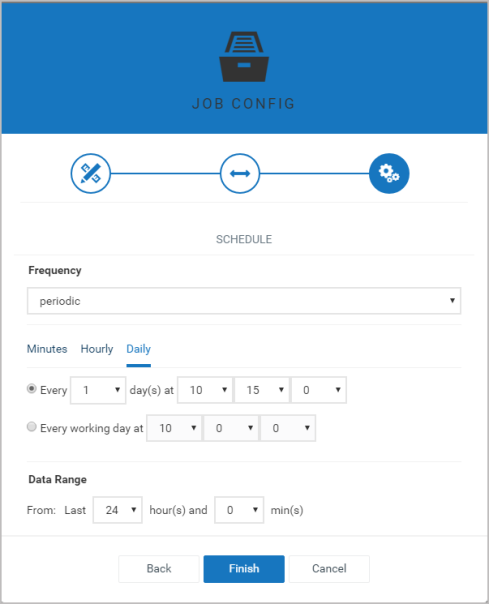 JOB CONFIG
SCHEDULE
Frequency
periodic
Minutes Hourly Daily
Every 1 day(s) at 10 15 0
Every working day at 10 0 0
Data Range
From: Last 24 hour(s) and 0 min(s)
Back Finish Cancel